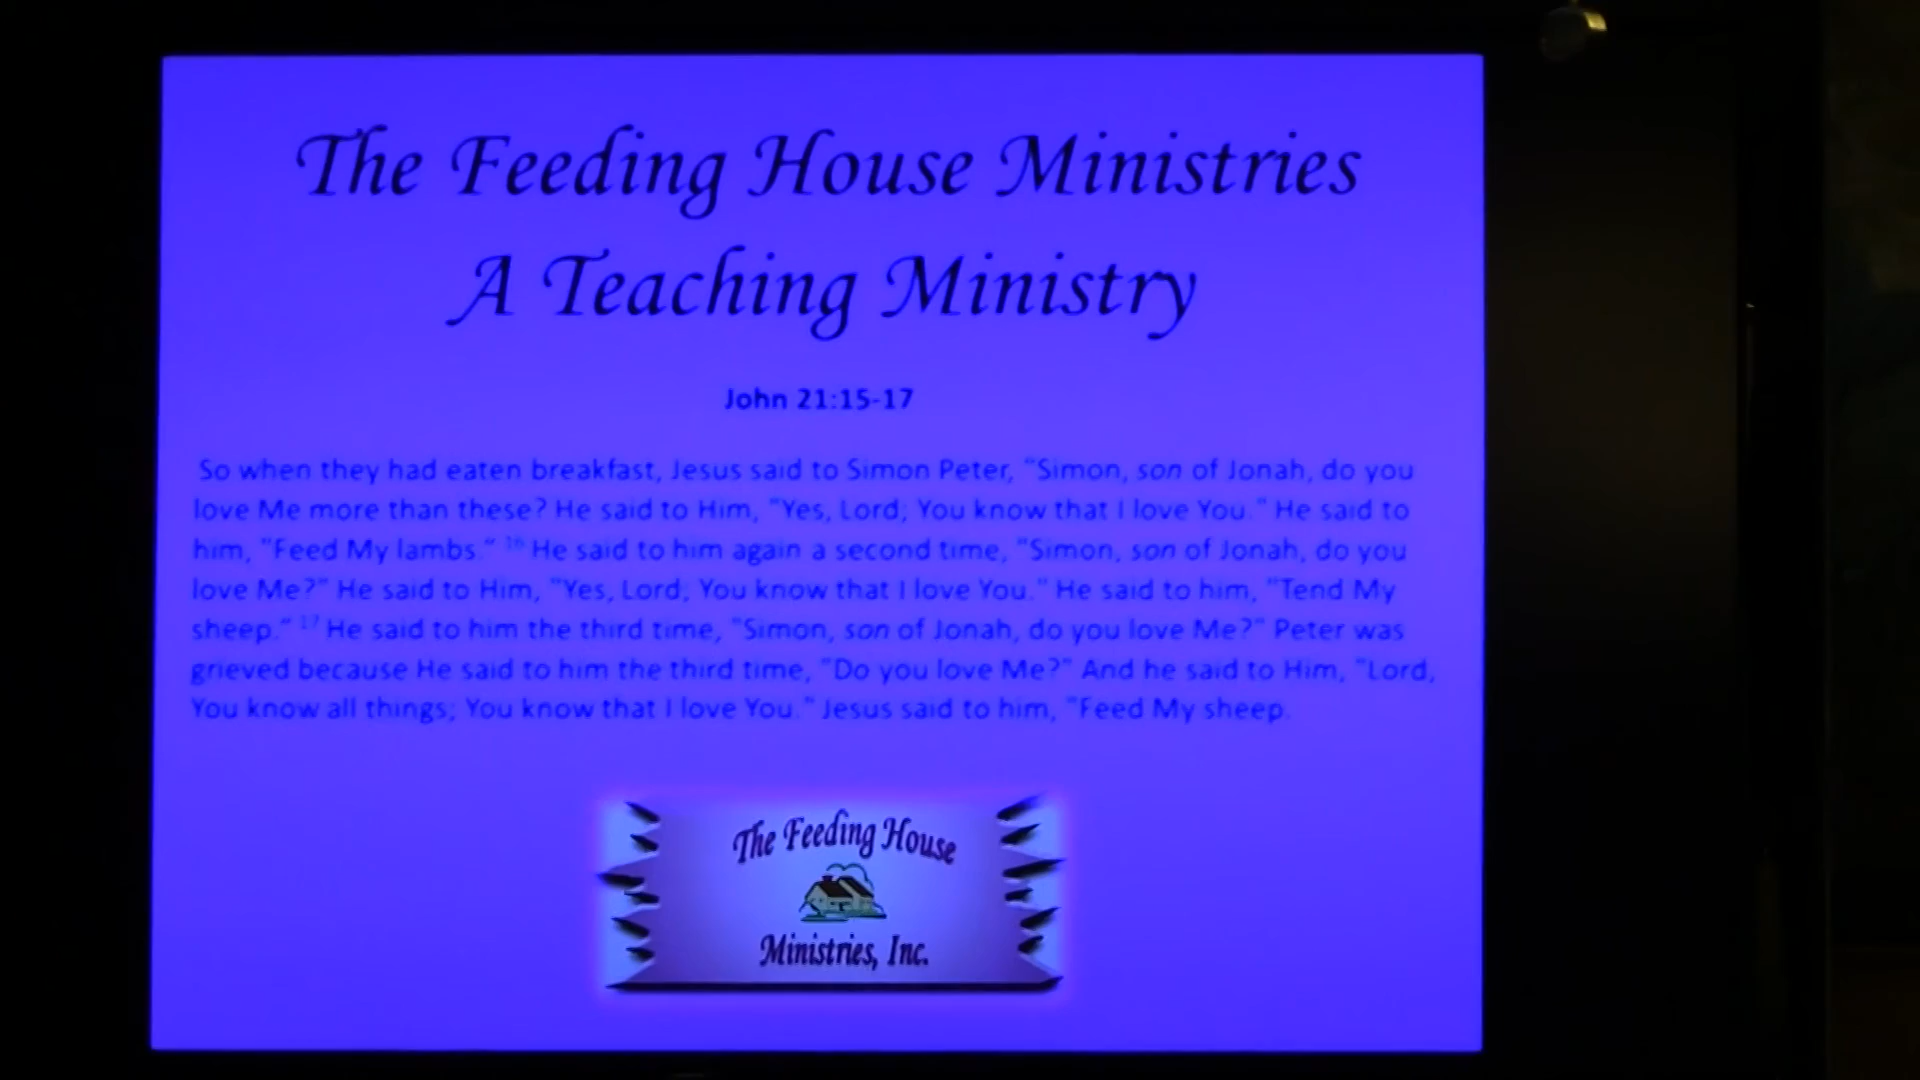 The Feeding House Ministries
A Teaching Ministry
John 21:15-17
So when they had eaten breakfast, Jesus said to Simon Peter, "Simon, son of Jonah, do you
love Me more than these? He said to Him, "Yes, Lord; You know that I love You." He said to
him, "Feed My lambs." 16 He said to him again a second time, "Simon, son of Jonah, do you
love Me?" He said to Him, "Yes, Lord; You know that I love You." He said to him, "Tend My
sheep." 17 He said to him the third time, "Simon, son of Jonah, do you love Me?" Peter was
grieved because He said to him the third time, "Do you love Me?" And he said to Him, "Lord,
You know all things; You know that I love You." Jesus said to him, "Feed My sheep.
The Feeding House
Ministries, Inc.